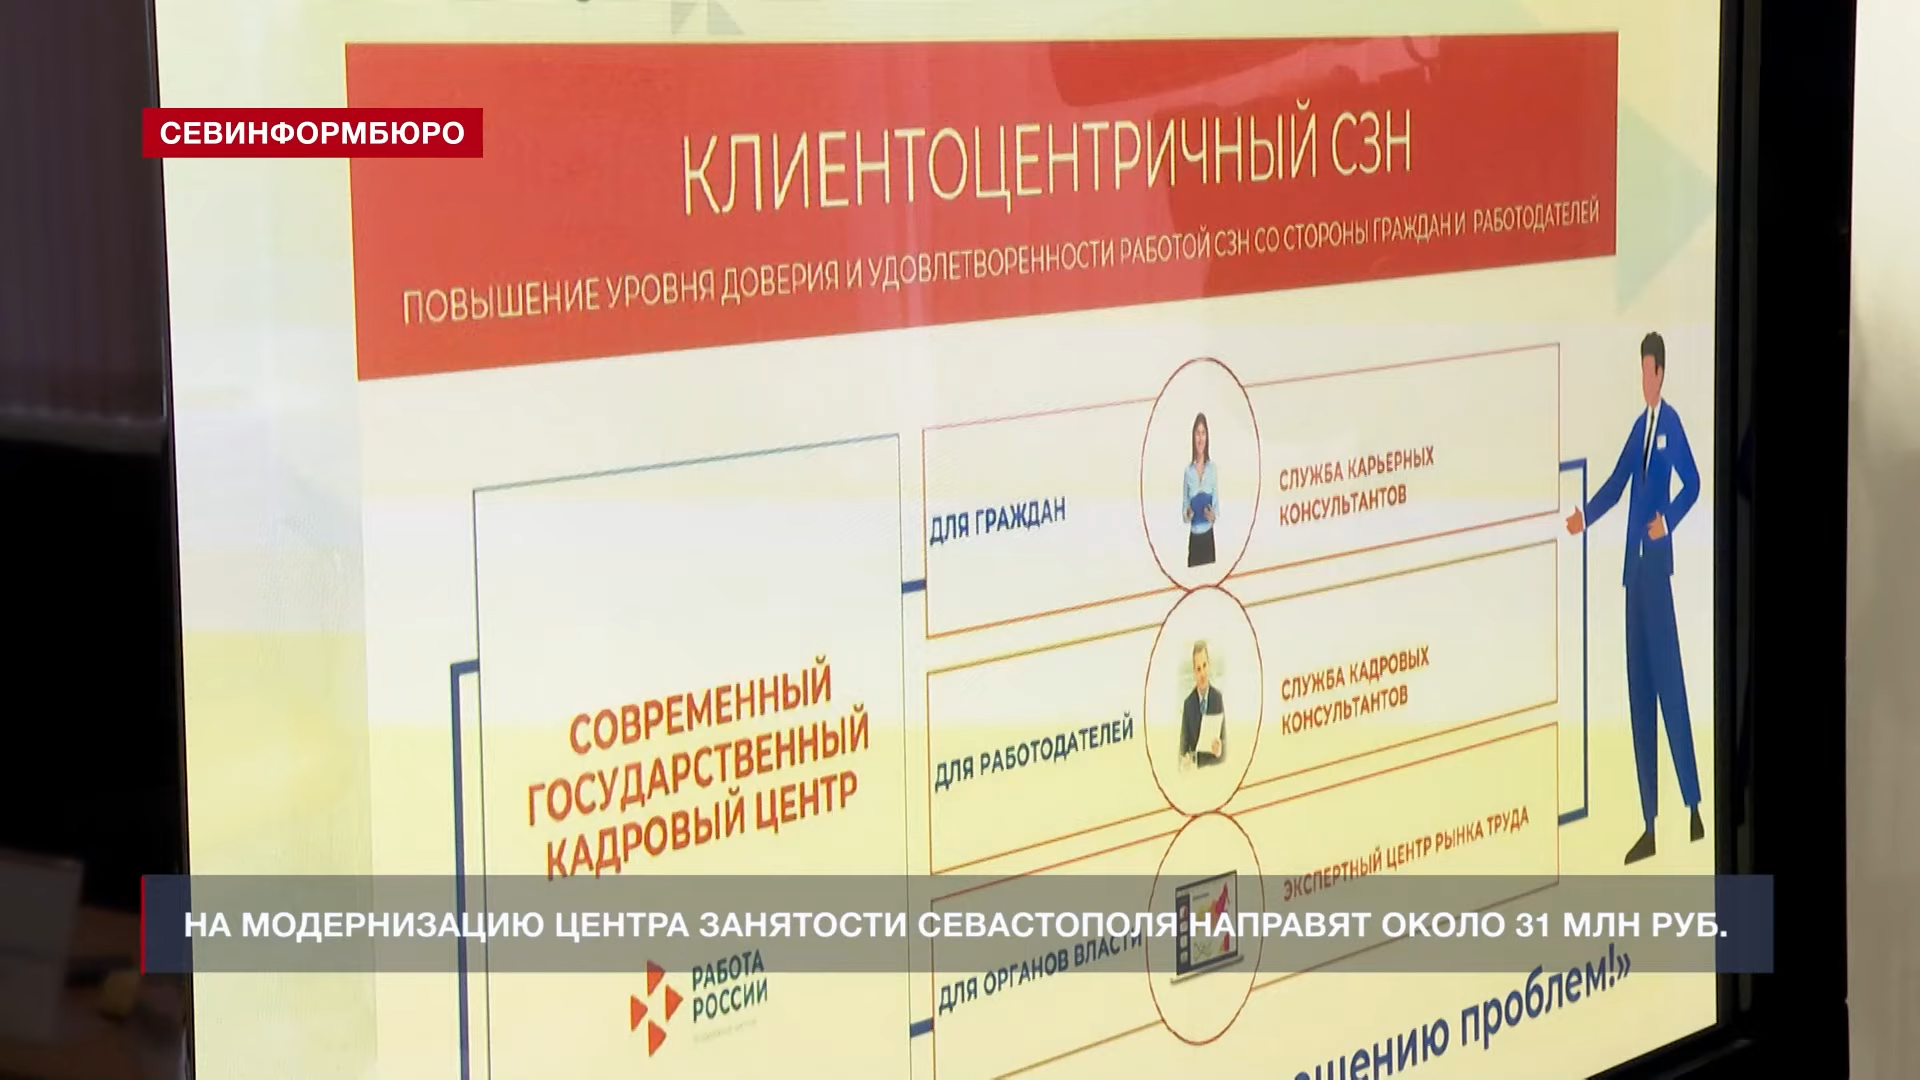 СЕВИНФОРМБЮРО
КЛИЕНТОЦЕНТРИЧНЫЙ СЗН
ПОВЫШЕНИЕ УРОВНЯ ДОВЕРИЯ И УДОВЛЕТВОРЕННОСТИ РАБОТОЙ СЗН СО СТОРОНЫ ГРАЖДАН И РАБОТОДАТЕЛЕЙ
ДЛЯ ГРАЖДАН
СЛУЖБА КАРЬЕРНЫХ
КОНСУЛЬТАНТОВ
СОВРЕМЕННЫЙ
ГОСУДАРСТВЕННЫЙ
КАДРОВЫЙ ЦЕНТР
ДЛЯ РАБОТОДАТЕЛЕЙ
СЛУЖБА КАДРОВЫХ
КОНСУЛЬТАНТОВ
ЭКСПЕРТНЫЙ ЦЕНТР РЫНКА ТРУДА
НА МОДЕРНИЗАЦИЮ ЦЕНТРА ЗАНЯТОСТИ СЕВАСТОПОЛЯ НАПРАВЯТ ОКОЛО 31 МЛН РУБ.
ДЛЯ ОРГАНОВ ВЛАСТИ
РАБОТА
РОССИИ
проблем!»